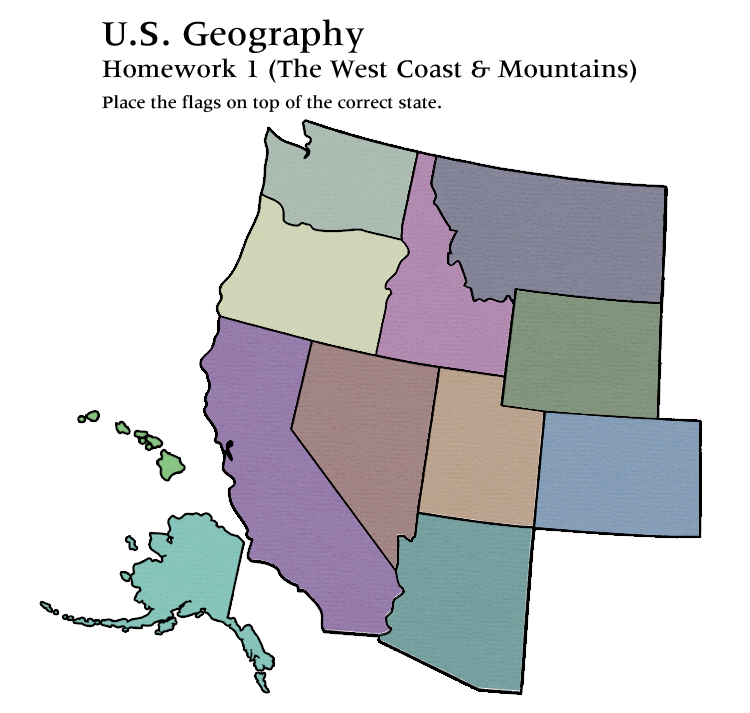 U.S. Geography
Homework 1 (The West Coast & Mountains)
Place the flags on top of the correct state.